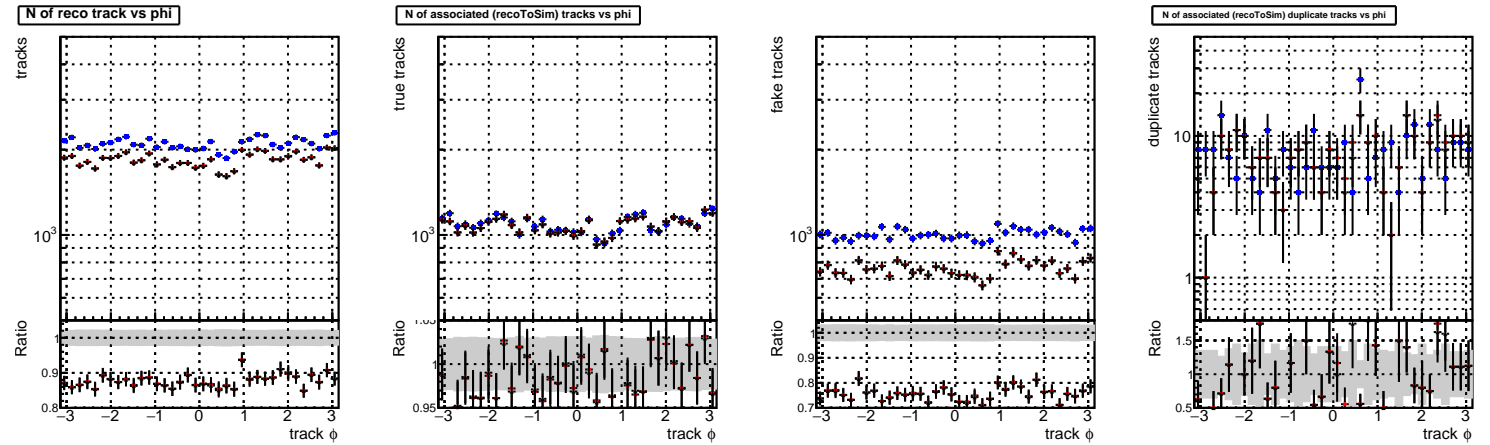 N of reco track vs phi
tracks
10³
Ratio
1
0.9
0.8
−3 −2 −1 0 1 2 3
track ϕ
N of associated (recoToSim) tracks vs phi
true tracks
10³
Ratio
1.05
1
0.95
−3 −2 −1 0 1 2 3
track ϕ
fake tracks
10³
Ratio
1
0.9
0.8
0.7
−3 −2 −1 0 1 2 3
track ϕ
N of associated (recoToSim) duplicate tracks vs phi
duplicate tracks
10
1
Ratio
1.5
1
0.5
−3 −2 −1 0 1 2 3
track ϕ